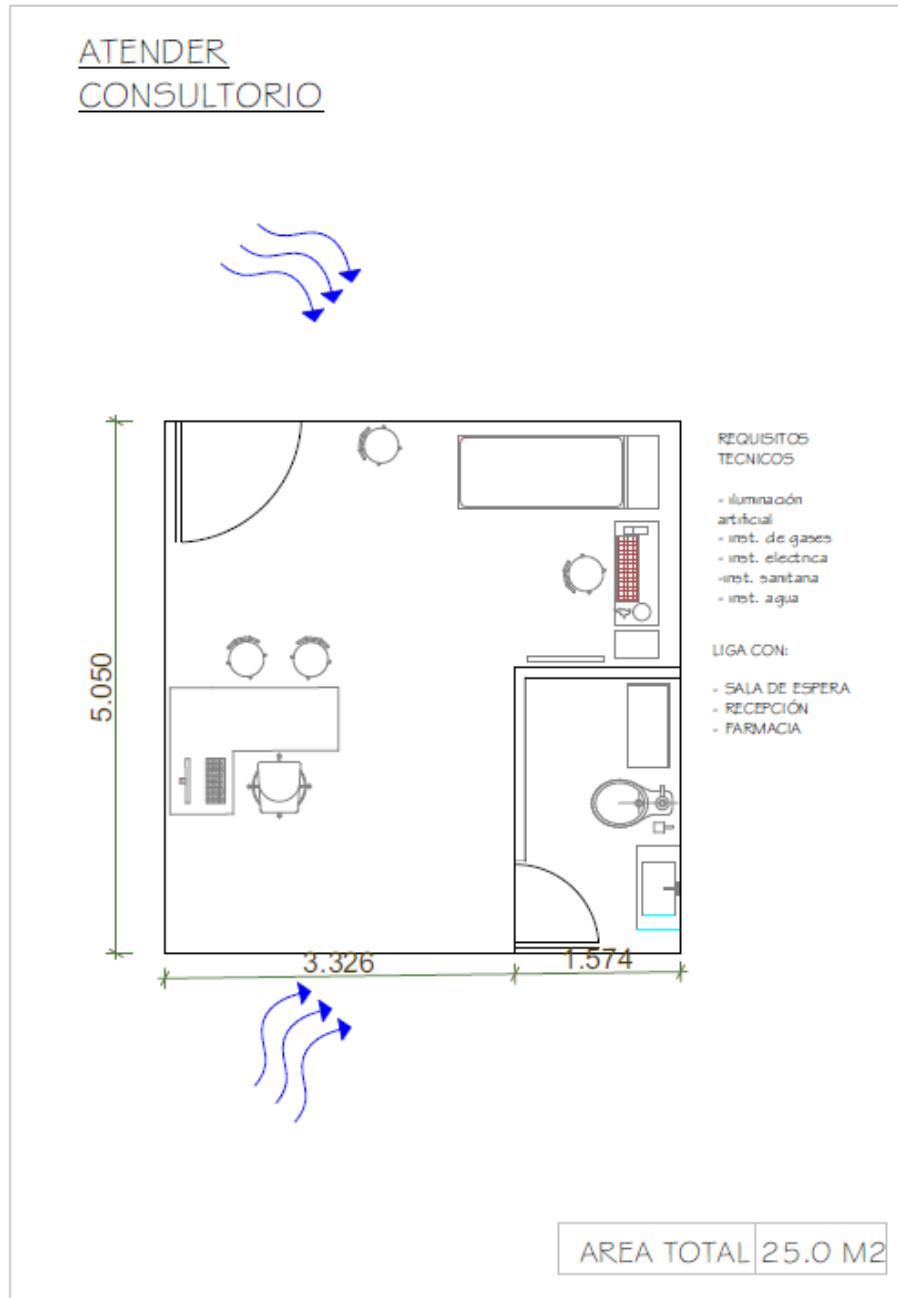 ATENDER
CONSULTORIO
REQUISITOS
TECNICOS
- iluminación
artificial
- inst. de gases
- inst. electrica
-inst. sanitaria
- inst. agua
LIGA CON:
- SALA DE ESPERA
- RECEPCIÓN
- FARMACIA
5.050
3.326
1.574
AREA TOTAL 25.0 M2